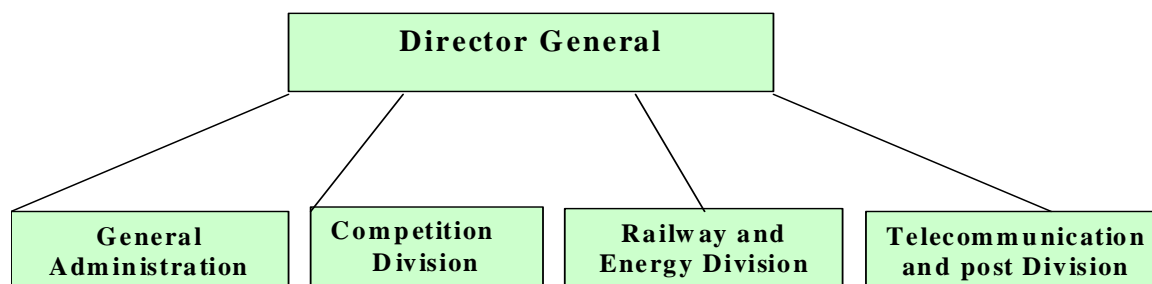 Director General
General
Administration
Competition
Division
Railway and
Energy Division
Telecommunication
and post Division